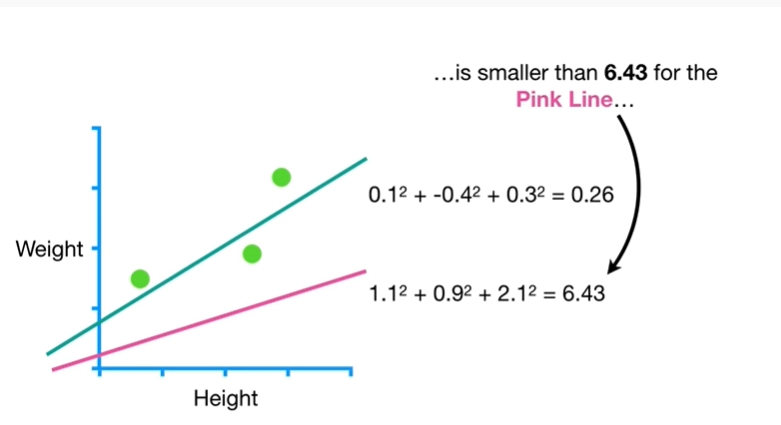 …is smaller than 6.43 for the
Pink Line…
0.1² + -0.4² + 0.3² = 0.26
Weight
1.1² + 0.9² + 2.1² = 6.43
Height